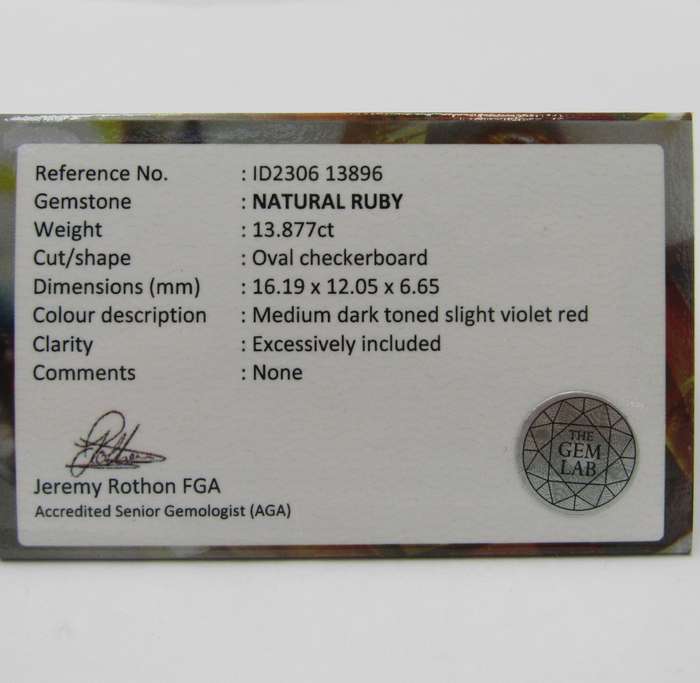 Reference No. : ID2306 13896
Gemstone : NATURAL RUBY
Weight : 13.877ct
Cut/shape : Oval checkerboard
Dimensions (mm) : 16.19 x 12.05 x 6.65
Colour description : Medium dark toned slight violet red
Clarity : Excessively included
Comments : None
Jeremy Rothon FGA
Accredited Senior Gemologist (AGA)
THE
GEM
LAB